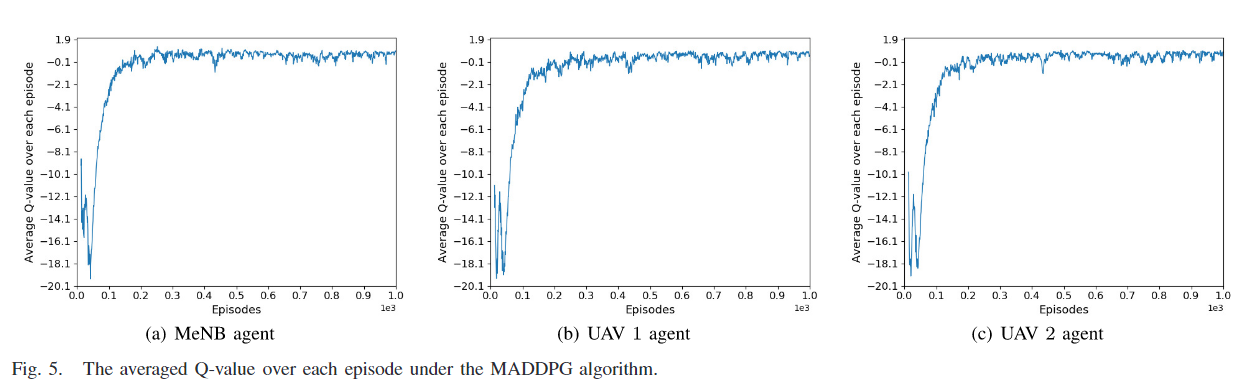 1.9
−0.1
−2.1
−4.1
−6.1
−8.1
−10.1
−12.1
−14.1
−16.1
−18.1
−20.1
Average Q-value over each episode
0.0 0.1 0.2 0.3 0.4 0.5 0.6 0.7 0.8 0.9 1.0
Episodes
1e3
(a) MeNB agent
1.9
−0.1
−2.1
−4.1
−6.1
−8.1
−10.1
−12.1
−14.1
−16.1
−18.1
−20.1
Average Q-value over each episode
0.0 0.1 0.2 0.3 0.4 0.5 0.6 0.7 0.8 0.9 1.0
Episodes
1e3
(b) UAV 1 agent
1.9
−0.1
−2.1
−4.1
−6.1
−8.1
−10.1
−12.1
−14.1
−16.1
−18.1
−20.1
Average Q-value over each episode
0.0 0.1 0.2 0.3 0.4 0.5 0.6 0.7 0.8 0.9 1.0
Episodes
1e3
(c) UAV 2 agent
Fig. 5. The averaged Q-value over each episode under the MADDPG algorithm.